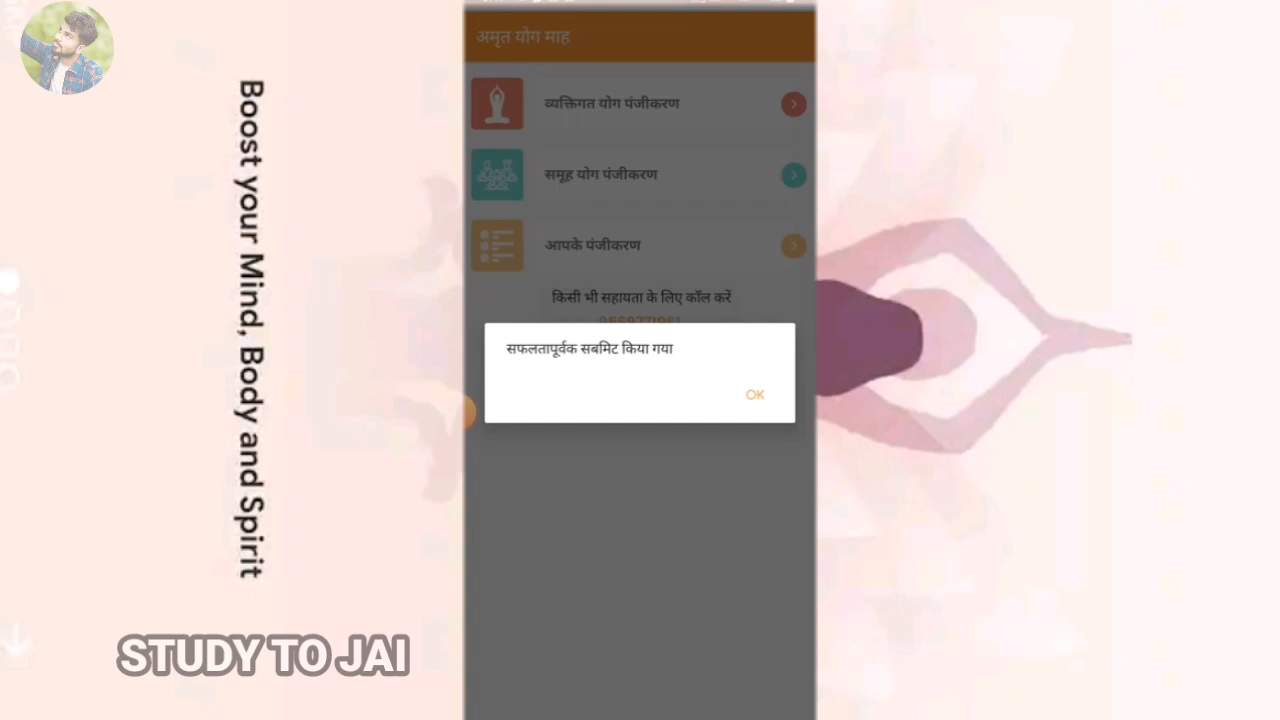 Boost your Mind, Body and Spirit
अमृत योग माह
व्यक्तिगत योग पंजीकरण
समूह योग पंजीकरण
आपके पंजीकरण
किसी भी सहायता के लिए कॉल करें
सफलतापूर्वक सबमिट किया गया
OK
STUDY TO JAI